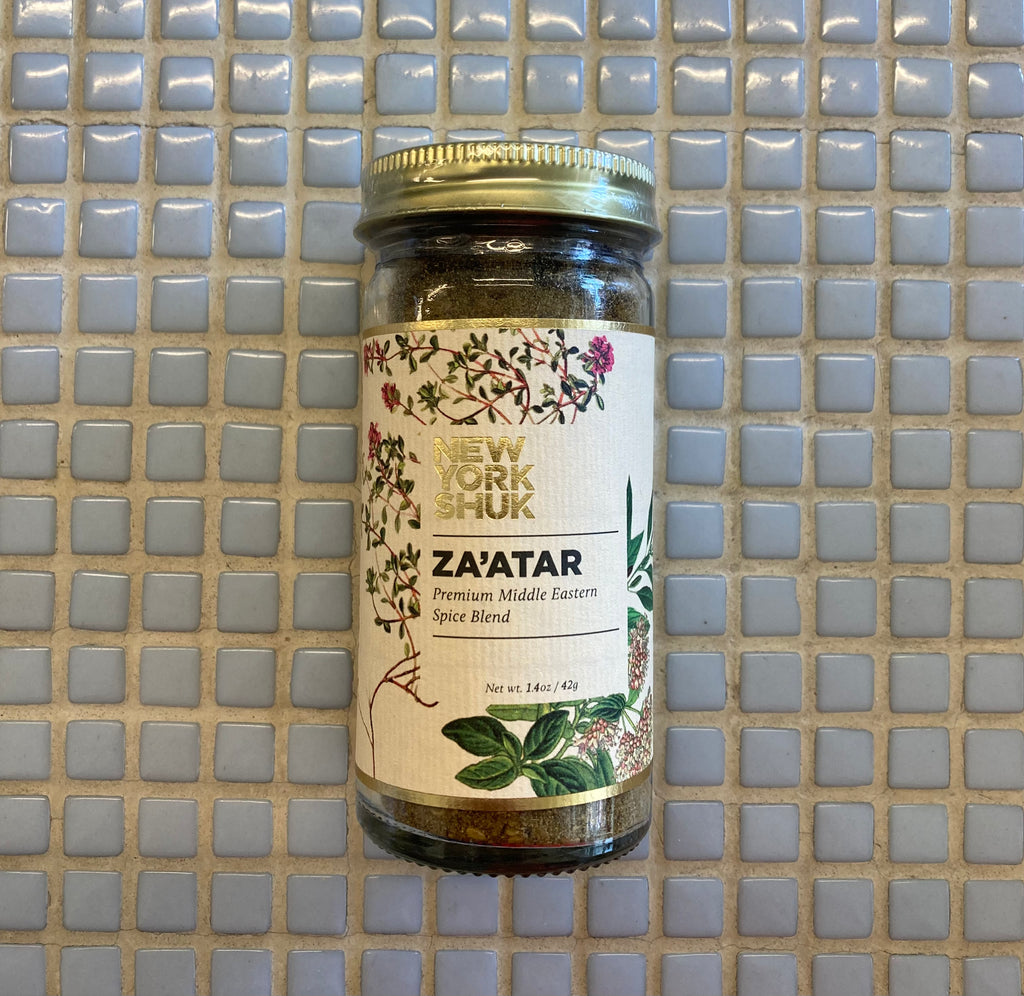 NEW
YORK
SHUK
ZA’ATAR
Premium Middle Eastern
Spice Blend
Net wt. 1.4oz / 42g